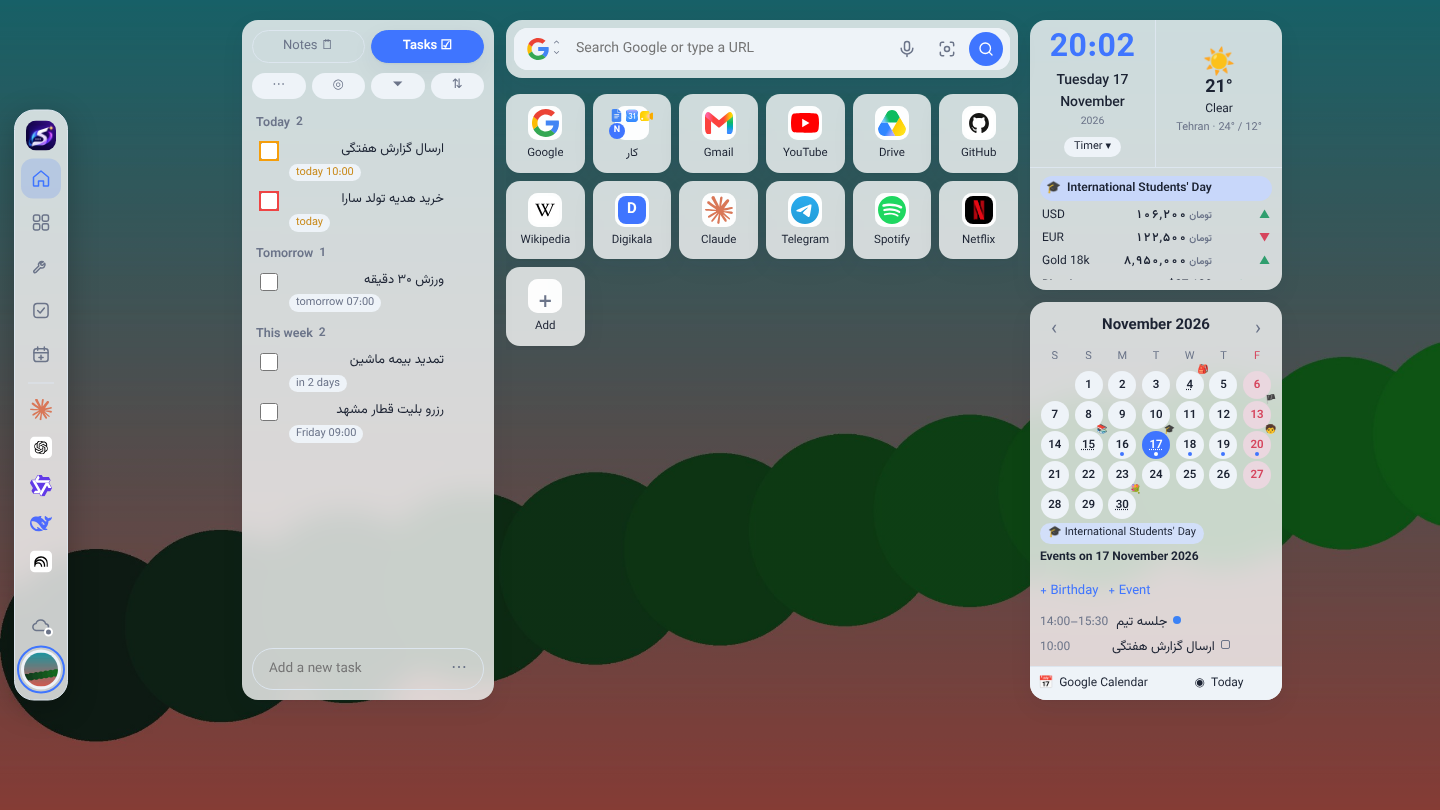 Notes 🗒
Tasks ☑
Today 2
ارسال گزارش هفتگی
today 10:00
خرید هدیه تولد سارا
today
Tomorrow 1
ورزش ۳۰ دقیقه
tomorrow 07:00
This week 2
تمدید بیمه ماشین
in 2 days
رزرو بلیت قطار مشهد
Friday 09:00
Add a new task
Search Google or type a URL
Google
کار
Gmail
YouTube
Drive
GitHub
Wikipedia
Digikala
Claude
Telegram
Spotify
Netflix
+
Add
20:02
Tuesday 17
November
2026
Timer ▾
21°
Clear
Tehran · 24° / 12°
🎓 International Students' Day
USD ۱۰۶,۲۰۰ تومان ▲
EUR ۱۲۲,۵۰۰ تومان ▼
Gold 18k ۸,۹۵۰,۰۰۰ تومان ▲
‹ November 2026 ›
S S M T W T F
1 2 3 4 5 6
7 8 9 10 11 12 13
14 15 16 17 18 19 20
21 22 23 24 25 26 27
28 29 30
🎓 International Students' Day
Events on 17 November 2026
+ Birthday + Event
14:00–15:30 جلسه تیم
10:00 ارسال گزارش هفتگی
📅 Google Calendar
◉ Today